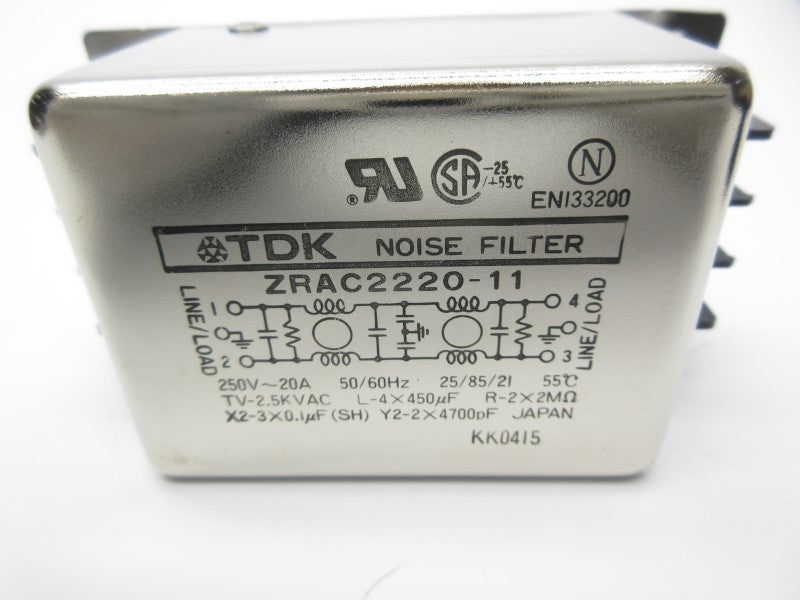 RU ®
SA -25/+55℃
N
EN133200
TDK NOISE FILTER
ZRAC2220-11
LINE/LOAD
1
2
4
3
LINE/LOAD
250V~20A 50/60Hz 25/85/21 55℃
TV-2.5KVAC L-4×450μF R-2×2MΩ
X2-3×0.1μF(SH) Y2-2×4700pF JAPAN
KK0415